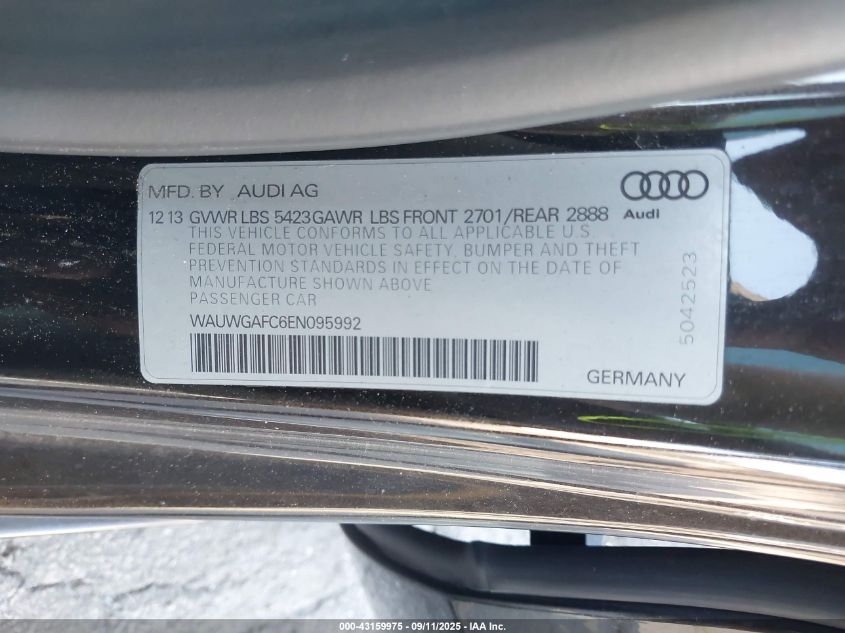 MFD. BY AUDI AG
12 13 GVWR LBS 5423GAWR LBS FRONT 2701/REAR 2888
Audi
THIS VEHICLE CONFORMS TO ALL APPLICABLE U.S
FEDERAL MOTOR VEHICLE SAFETY, BUMPER AND THEFT
PREVENTION STANDARDS IN EFFECT ON THE DATE OF
MANUFACTURE SHOWN ABOVE
PASSENGER CAR
WAUWGAFC6EN095992
GERMANY
5042523
000-43159975 - 09/11/2025 - IAA Inc.